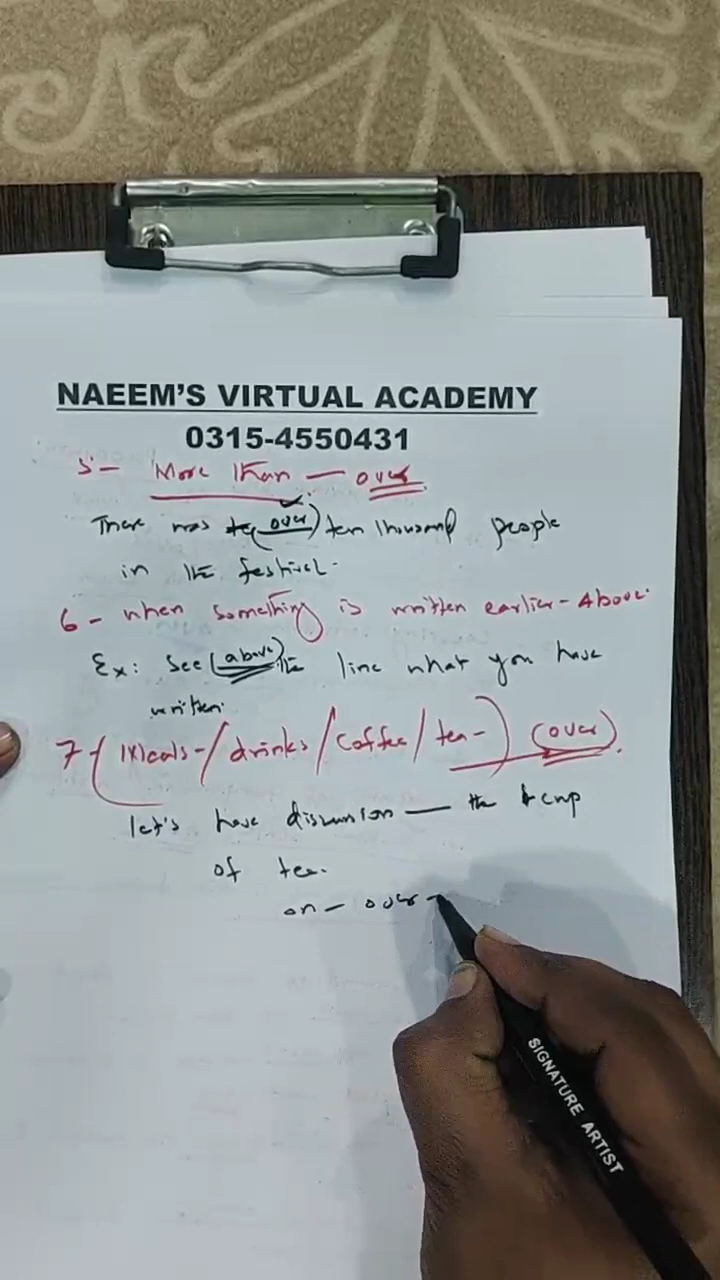 NAEEM'S VIRTUAL ACADEMY
0315-4550431
5- More than - over
There was (over) ten thousand people
in the festival.
6- when something is written earlier - Above
Ex: See (above) the line what you have
written.
7- (Meals-/drinks/coffee/tea-) (over).
let's have discussion — the cup
of tea.
on - over -
SIGNATURE ARTIST